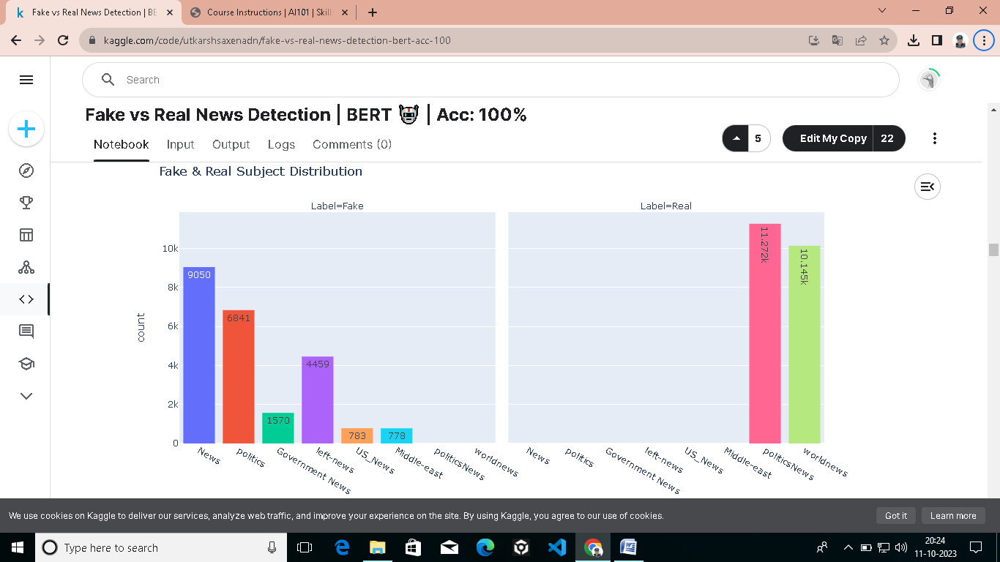 Fake vs Real News Detection | BE
Course Instructions | AI101 | Skill
kaggle.com/code/utkarshsaxenadn/fake-vs-real-news-detection-bert-acc-100
Search
Fake vs Real News Detection | BERT 🤖 | Acc: 100%
Notebook Input Output Logs Comments (0)
5
Edit My Copy 22
Fake & Real Subject Distribution
Label=Fake
Label=Real
count
10k
8k
6k
4k
2k
0
9050
6841
1570
4459
783
778
11.272k
10.145k
News
politics
Government News
left-news
US_News
Middle-east
politicsNews
worldnews
News
politics
Government News
left-news
US_News
Middle-east
politicsNews
worldnews
We use cookies on Kaggle to deliver our services, analyze web traffic, and improve your experience on the site. By using Kaggle, you agree to our use of cookies.
Got it
Learn more
Type here to search
20:24
11-10-2023